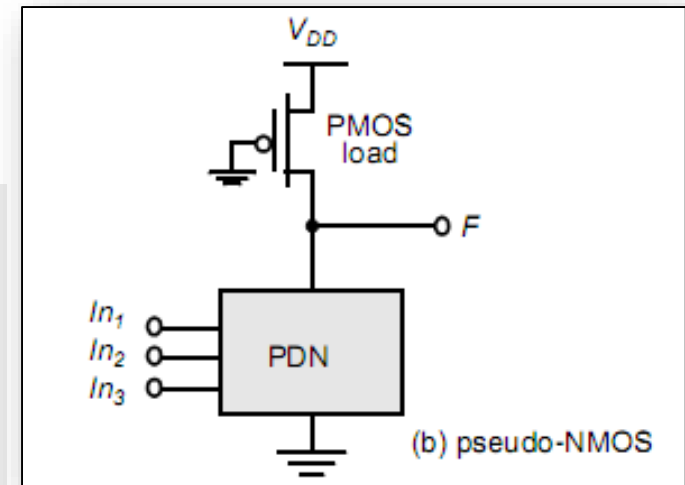 V_DD
PMOS
load
F
In_1
In_2
In_3
PDN
(b) pseudo-NMOS